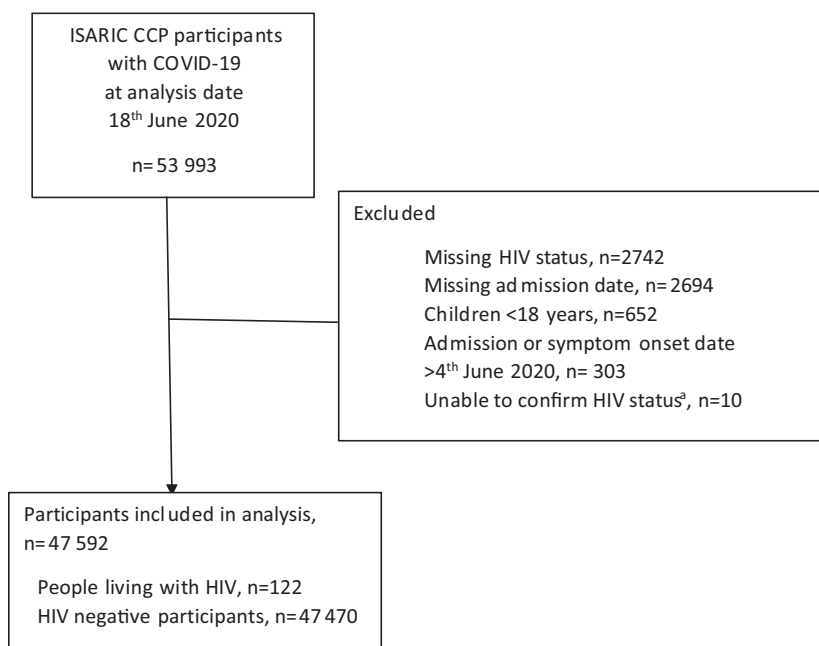 ISARIC CCP participants
with COVID-19
at analysis date
18th June 2020
n=53 993
Excluded
Missing HIV status, n=2742
Missing admission date, n=2694
Children <18 years, n=652
Admission or symptom onset date
>4th June 2020, n= 303
Unable to confirm HIV statusª, n=10
Participants included in analysis,
n=47 592
People living with HIV, n=122
HIV negative participants, n=47 470